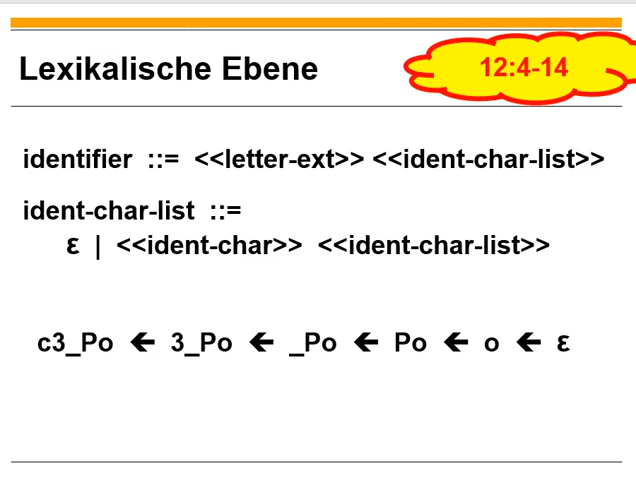 Lexikalische Ebene
12:4-14
identifier ::= <<letter-ext>> <<ident-char-list>>
ident-char-list ::=
ε | <<ident-char>> <<ident-char-list>>
c3_Po 🡸 3_Po 🡸 _Po 🡸 Po 🡸 o 🡸 ε